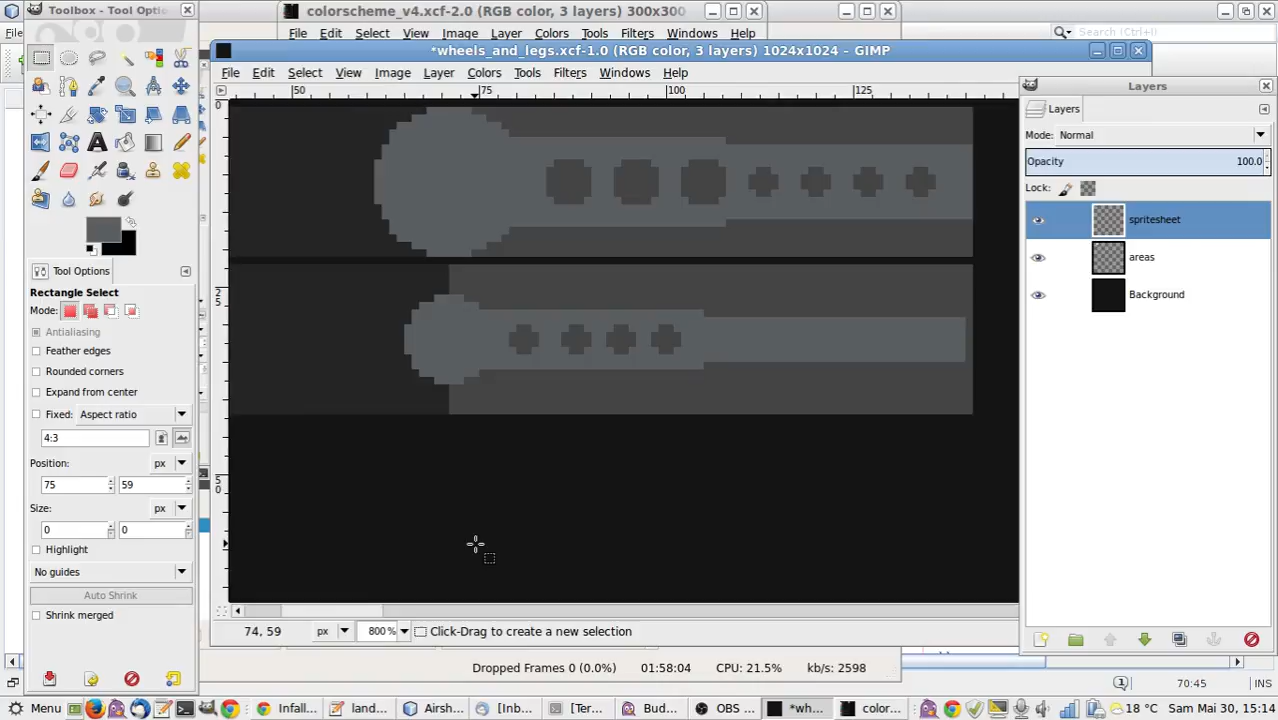 Toolbox - Tool Options
colorscheme_v4.xcf-2.0 (RGB color, 3 layers) 300x300
File Edit Select View Image Layer Colors Tools Filters Windows Help
Search (Ctrl+I)
*wheels_and_legs.xcf-1.0 (RGB color, 3 layers) 1024x1024 – GIMP
File Edit Select View Image Layer Colors Tools Filters Windows Help
50 75 100 125
0
25
50
Layers
Layers
Mode: Normal
Opacity 100.0
Lock:
spritesheet
areas
Background
Tool Options
Rectangle Select
Mode:
Antialiasing
Feather edges
Rounded corners
Expand from center
Fixed: Aspect ratio
4:3
Position: px
75 59
Size: px
0 0
Highlight
No guides
Auto Shrink
Shrink merged
74, 59 px 800% Click-Drag to create a new selection
Dropped Frames 0 (0.0%) 01:58:04 CPU: 21.5% kb/s: 2598
1 70:45 INS
Menu Infall... land... Airsh... [Inb... [Ter... Bud... OBS ... *wh... color... 18 °C Sam Mai 30, 15:14